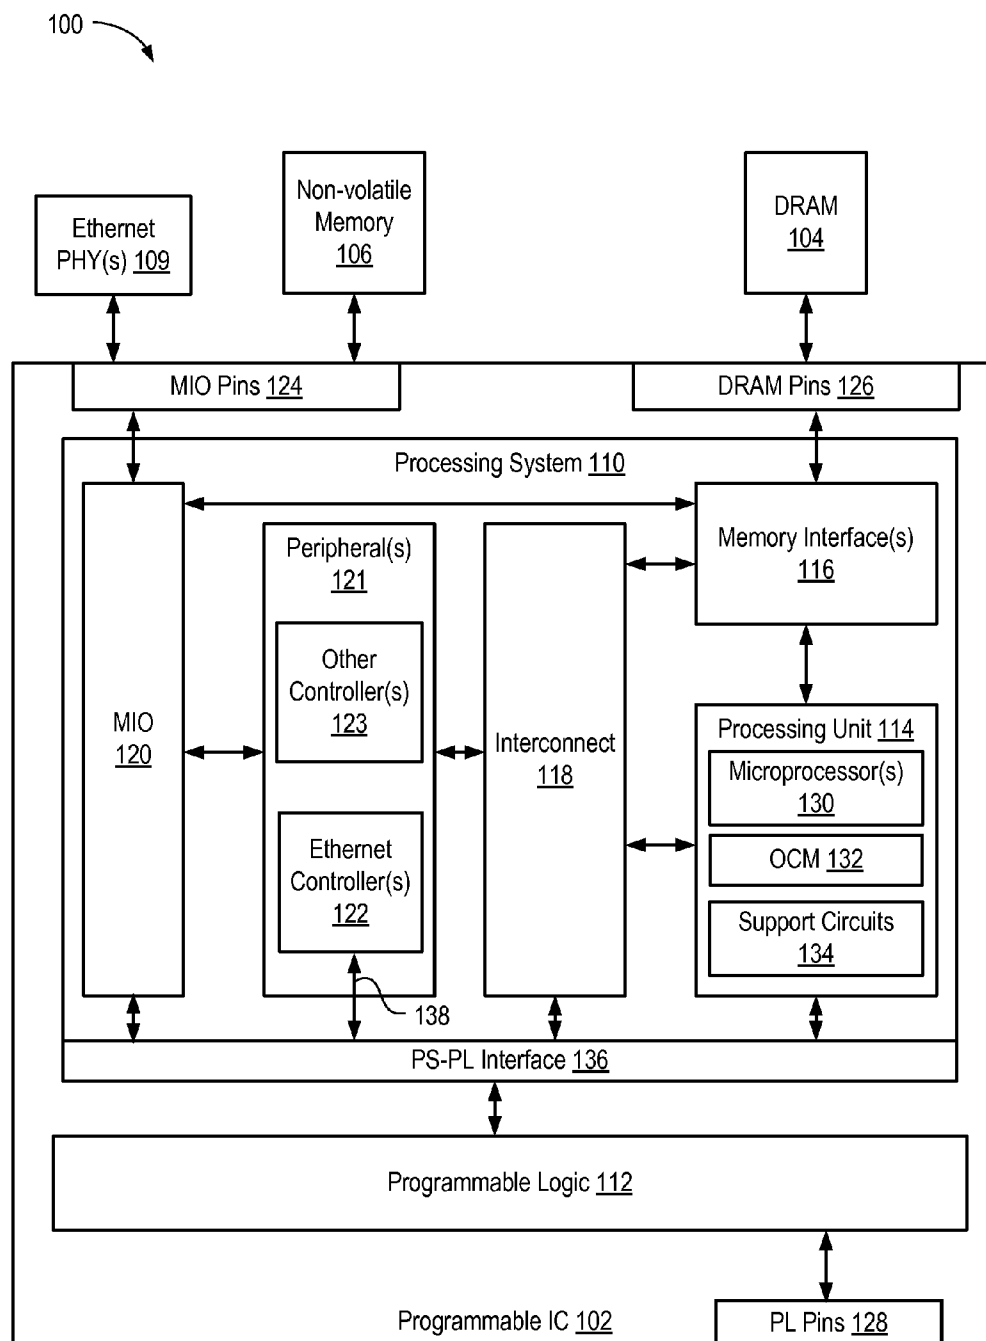 100
Non-volatile
Memory
106
DRAM
104
Ethernet
PHY(s) 109
MIO Pins 124
DRAM Pins 126
Processing System 110
MIO
120
Peripheral(s)
121
Other
Controller(s)
123
Ethernet
Controller(s)
122
138
Interconnect
118
Memory Interface(s)
116
Processing Unit 114
Microprocessor(s)
130
OCM 132
Support Circuits
134
PS-PL Interface 136
Programmable Logic 112
Programmable IC 102
PL Pins 128